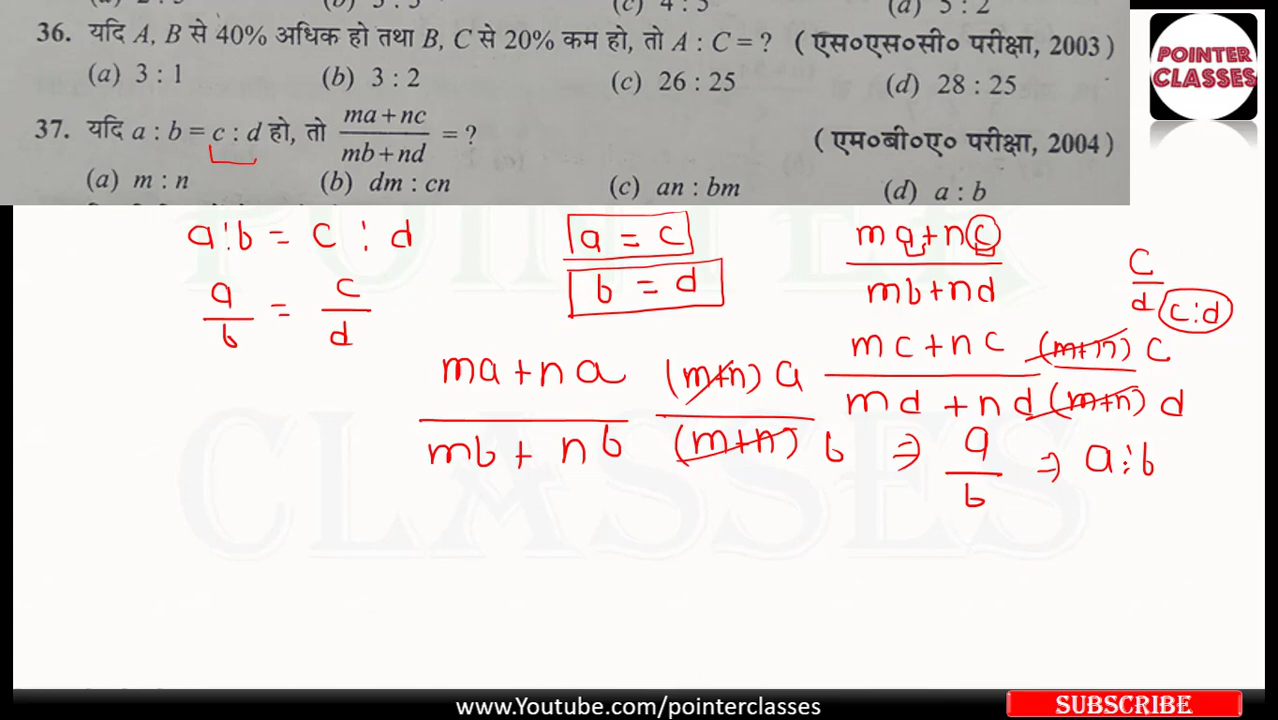 36. यदि A, B से 40% अधिक हो तथा B, C से 20% कम हो, तो A : C = ? ( एस०एस०सी० परीक्षा, 2003 )
(a) 3 : 1 (b) 3 : 2 (c) 26 : 25 (d) 28 : 25
37. यदि a : b = c : d हो, तो (ma + nc)/(mb + nd) = ? ( एम०बी०ए० परीक्षा, 2004 )
(a) m : n (b) dm : cn (c) an : bm (d) a : b
POINTER
CLASSES
a:b = c : d
a/b = c/d
a = c
b = d
(ma+nc)/(mb+nd)
c/d
c:d
(ma+na)/(mb+nb) (m+n)a/(m+n)b
(mc+nc)/(md+nd) (m+n)c/(m+n)d
⇒ a/b ⇒ a:b
POINTER
CLASSES
www.Youtube.com/pointerclasses
SUBSCRIBE